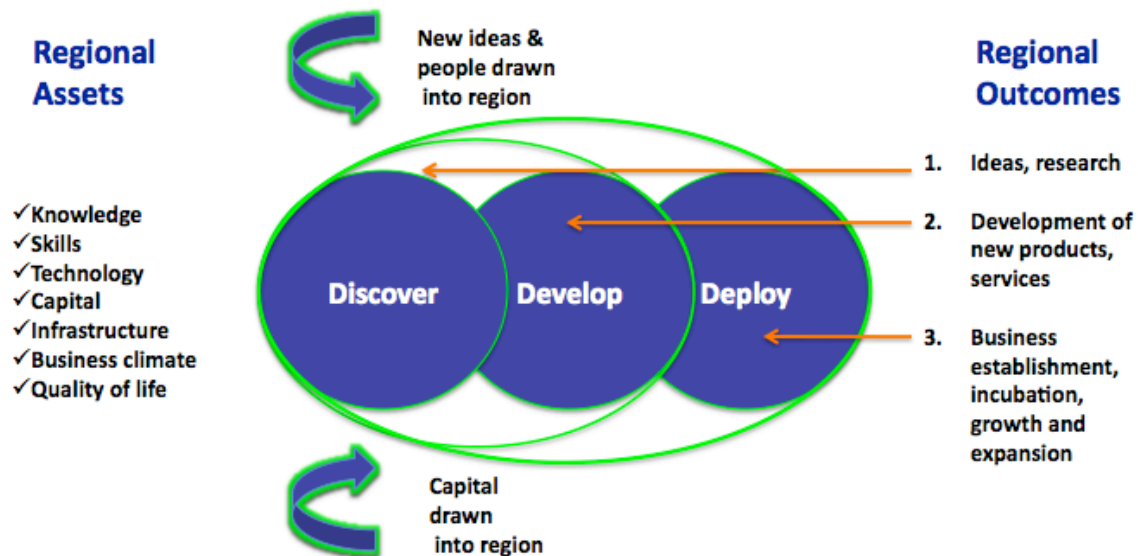 Regional
Assets
New ideas &
people drawn
into region
Regional
Outcomes
✓Knowledge
✓Skills
✓Technology
✓Capital
✓Infrastructure
✓Business climate
✓Quality of life
Discover
Develop
Deploy
1. Ideas, research
2. Development of
new products,
services
3. Business
establishment,
incubation,
growth and
expansion
Capital
drawn
into region